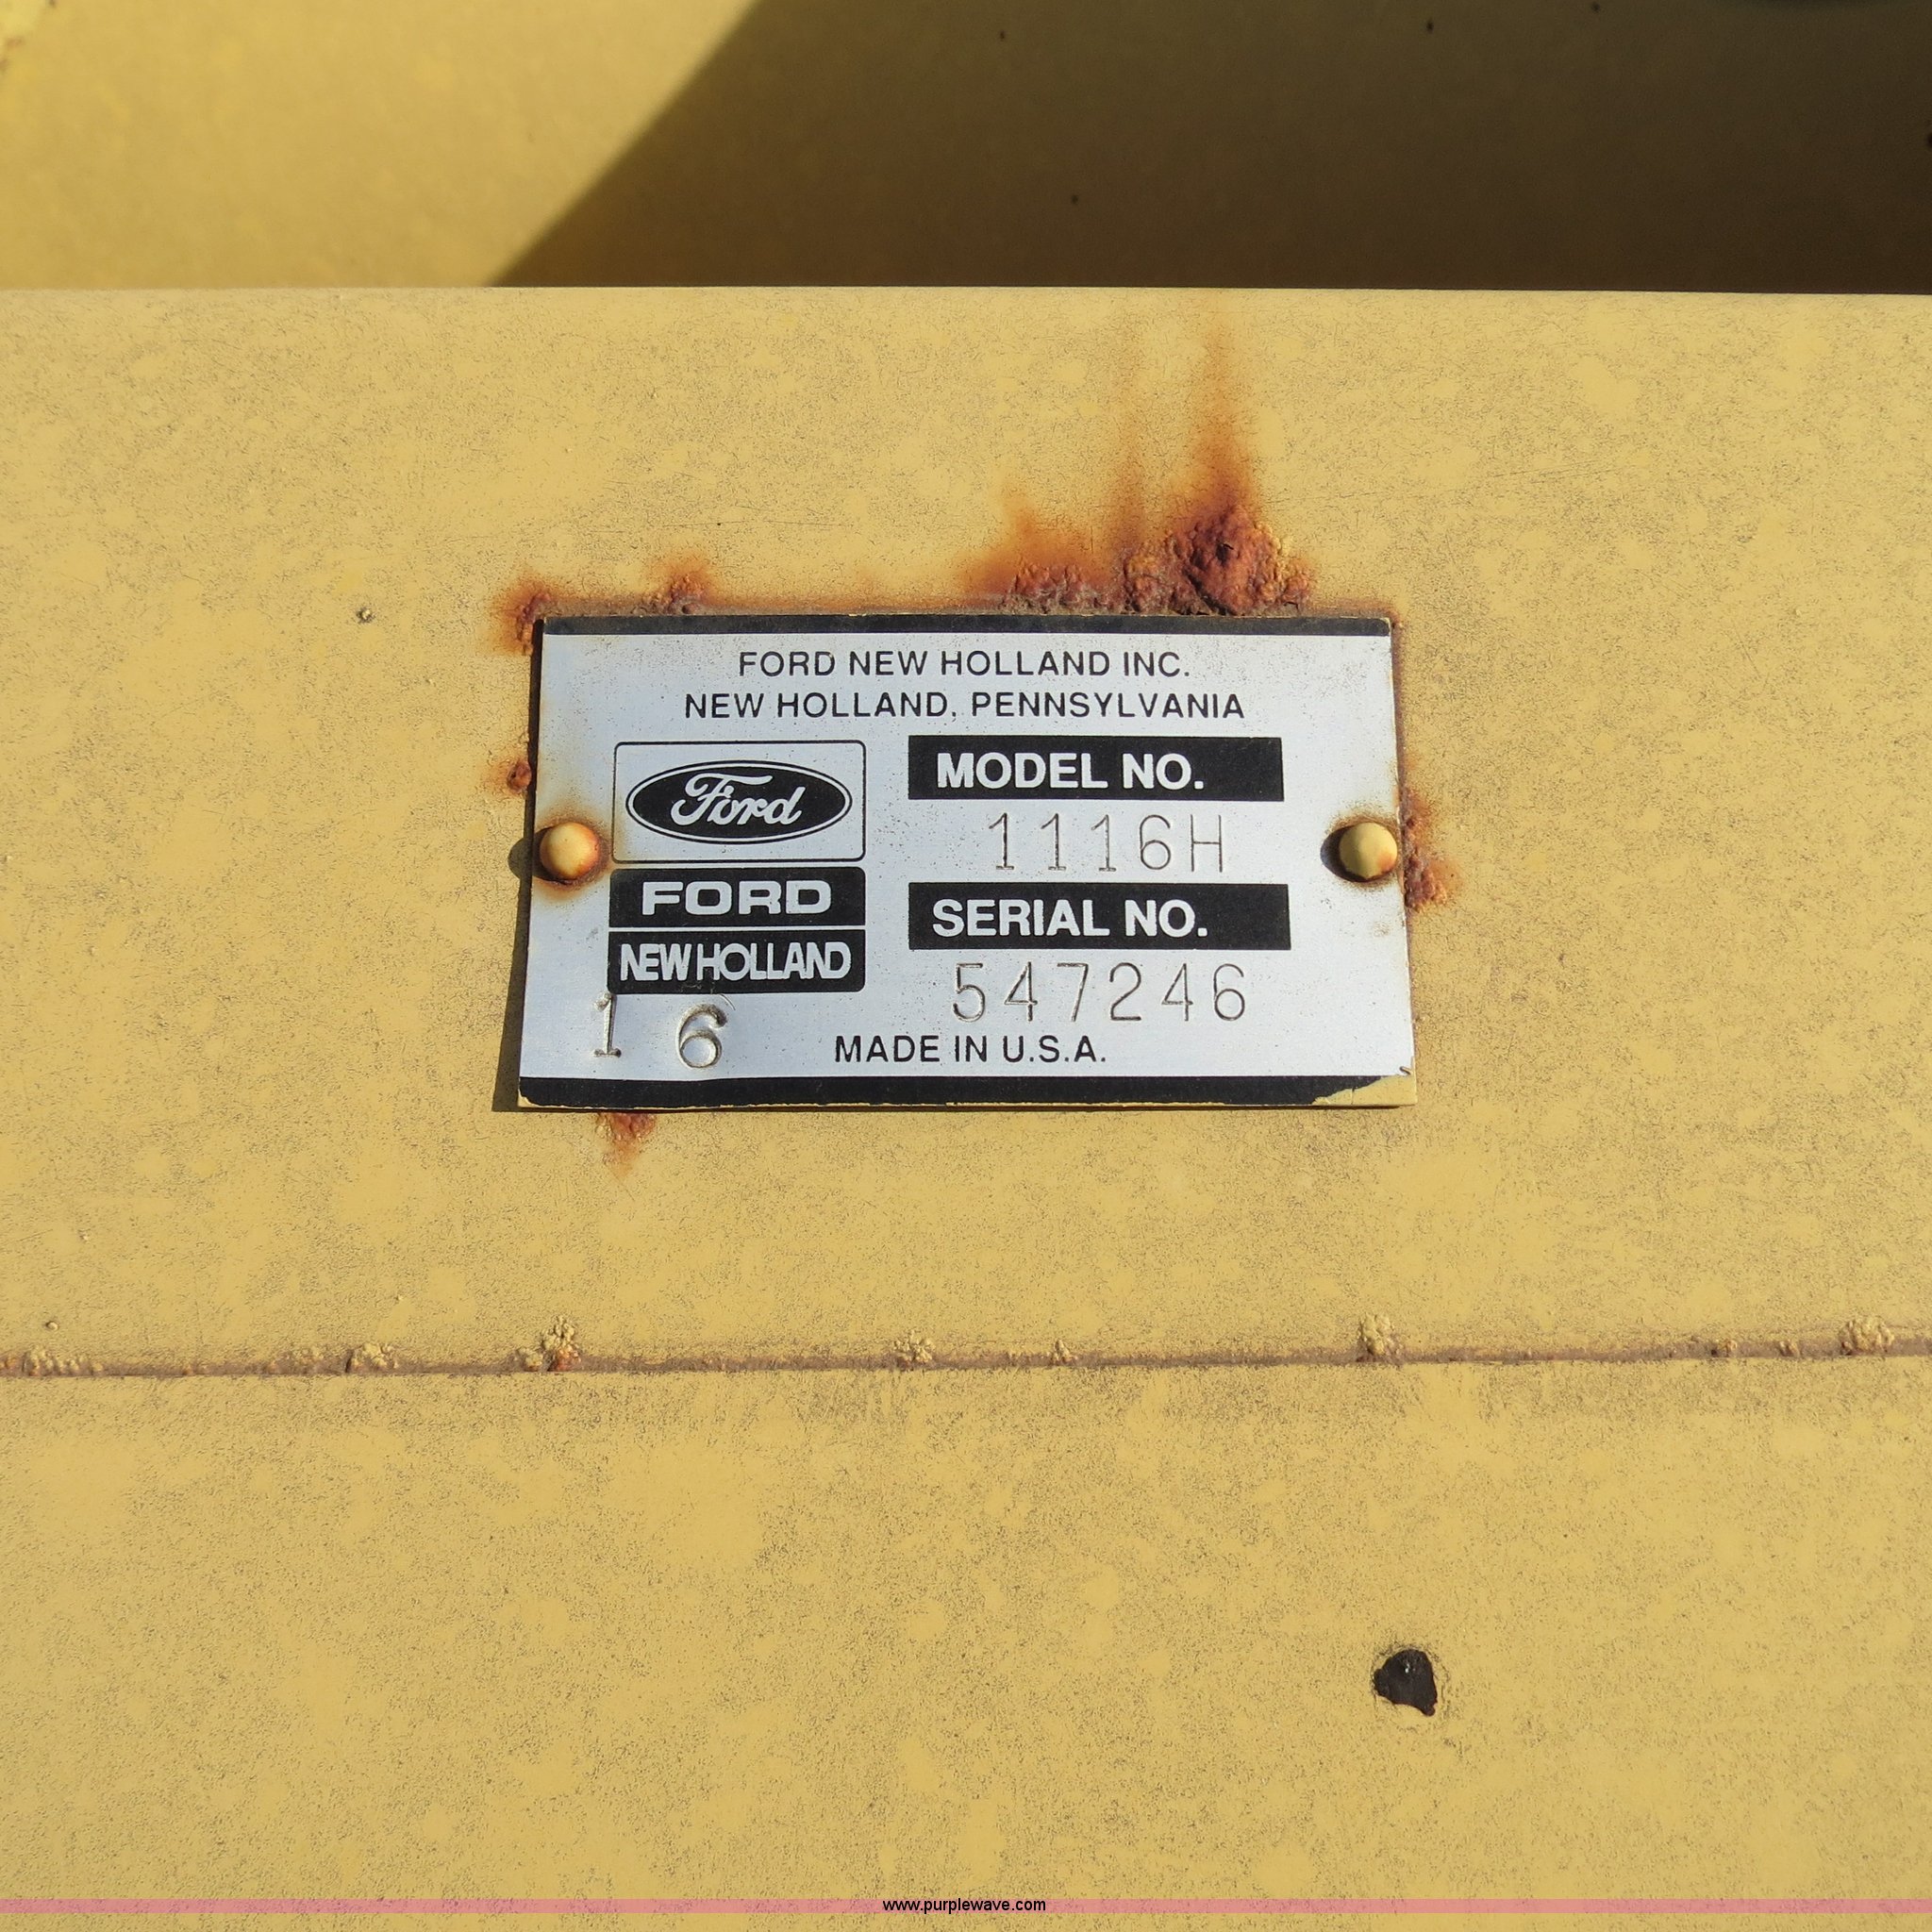 FORD NEW HOLLAND INC.
NEW HOLLAND, PENNSYLVANIA
Ford
FORD
NEW HOLLAND
MODEL NO.
1116H
SERIAL NO.
547246
1 6
MADE IN U.S.A.
www.purplewave.com